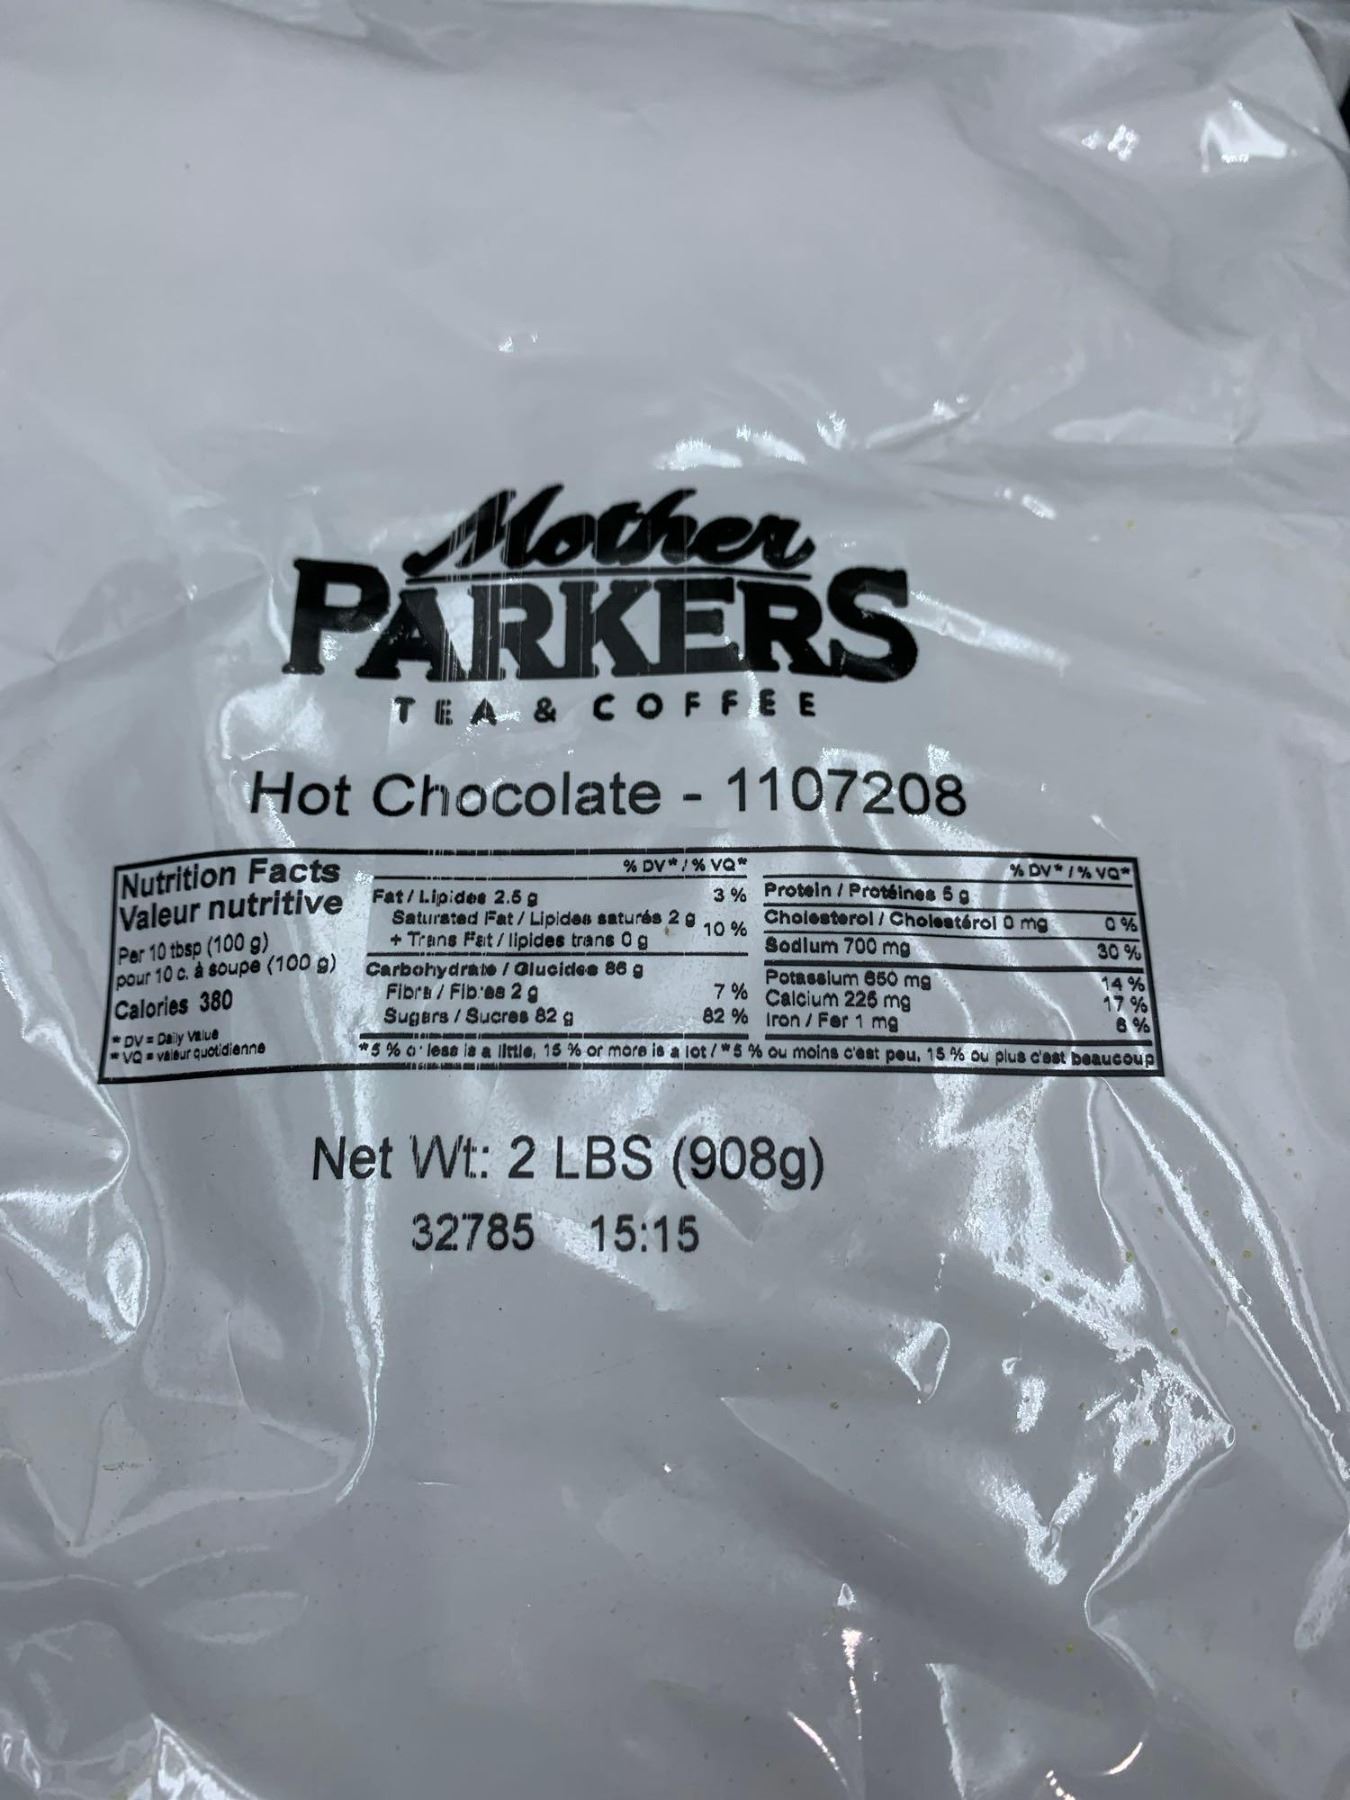 Mother
PARKERS
TEA & COFFEE
Hot Chocolate - 1107208
Nutrition Facts
Valeur nutritive
Per 10 tbsp (100 g)
pour 10 c. à soupe (100 g)
Calories 380
* DV = Daily Value
* VQ = valeur quotidienne
% DV* / % VQ*
Fat / Lipides 2.5 g 3 %
Saturated Fat / Lipides saturés 2 g
+ Trans Fat / lipides trans 0 g 10 %
Carbohydrate / Glucides 86 g
Fibre / Fibres 2 g 7 %
Sugars / Sucres 82 g 82 %
% DV* / % VQ*
Protein / Protéines 5 g
Cholesterol / Cholestérol 0 mg 0 %
Sodium 700 mg 30 %
Potassium 650 mg 14 %
Calcium 225 mg 17 %
Iron / Fer 1 mg 6 %
*5 % or less is a little, 15 % or more is a lot / *5 % ou moins c'est peu, 15 % ou plus c'est beaucoup
Net Wt: 2 LBS (908g)
32785 15:15